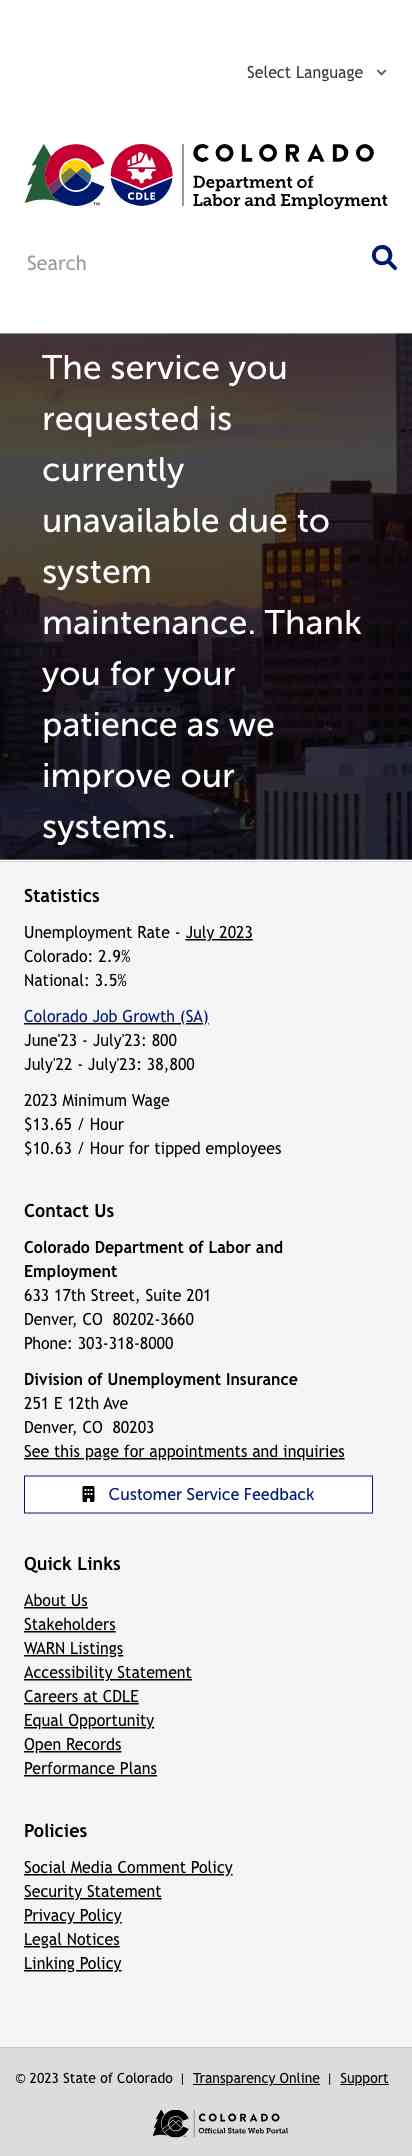 Select Language
CDLE
TM
COLORADO
Department of
Labor and Employment
Search
The service you
requested is
currently
unavailable due to
system
maintenance. Thank
you for your
patience as we
improve our
systems.
Statistics
Unemployment Rate - July 2023
Colorado: 2.9%
National: 3.5%
Colorado Job Growth (SA)
June'23 - July'23: 800
July'22 - July'23: 38,800
2023 Minimum Wage
$13.65 / Hour
$10.63 / Hour for tipped employees
Contact Us
Colorado Department of Labor and
Employment
633 17th Street, Suite 201
Denver, CO  80202-3660
Phone: 303-318-8000
Division of Unemployment Insurance
251 E 12th Ave
Denver, CO  80203
See this page for appointments and inquiries
Customer Service Feedback
Quick Links
About Us
Stakeholders
WARN Listings
Accessibility Statement
Careers at CDLE
Equal Opportunity
Open Records
Performance Plans
Policies
Social Media Comment Policy
Security Statement
Privacy Policy
Legal Notices
Linking Policy
© 2023 State of Colorado | Transparency Online | Support
COLORADO
Official State Web Portal